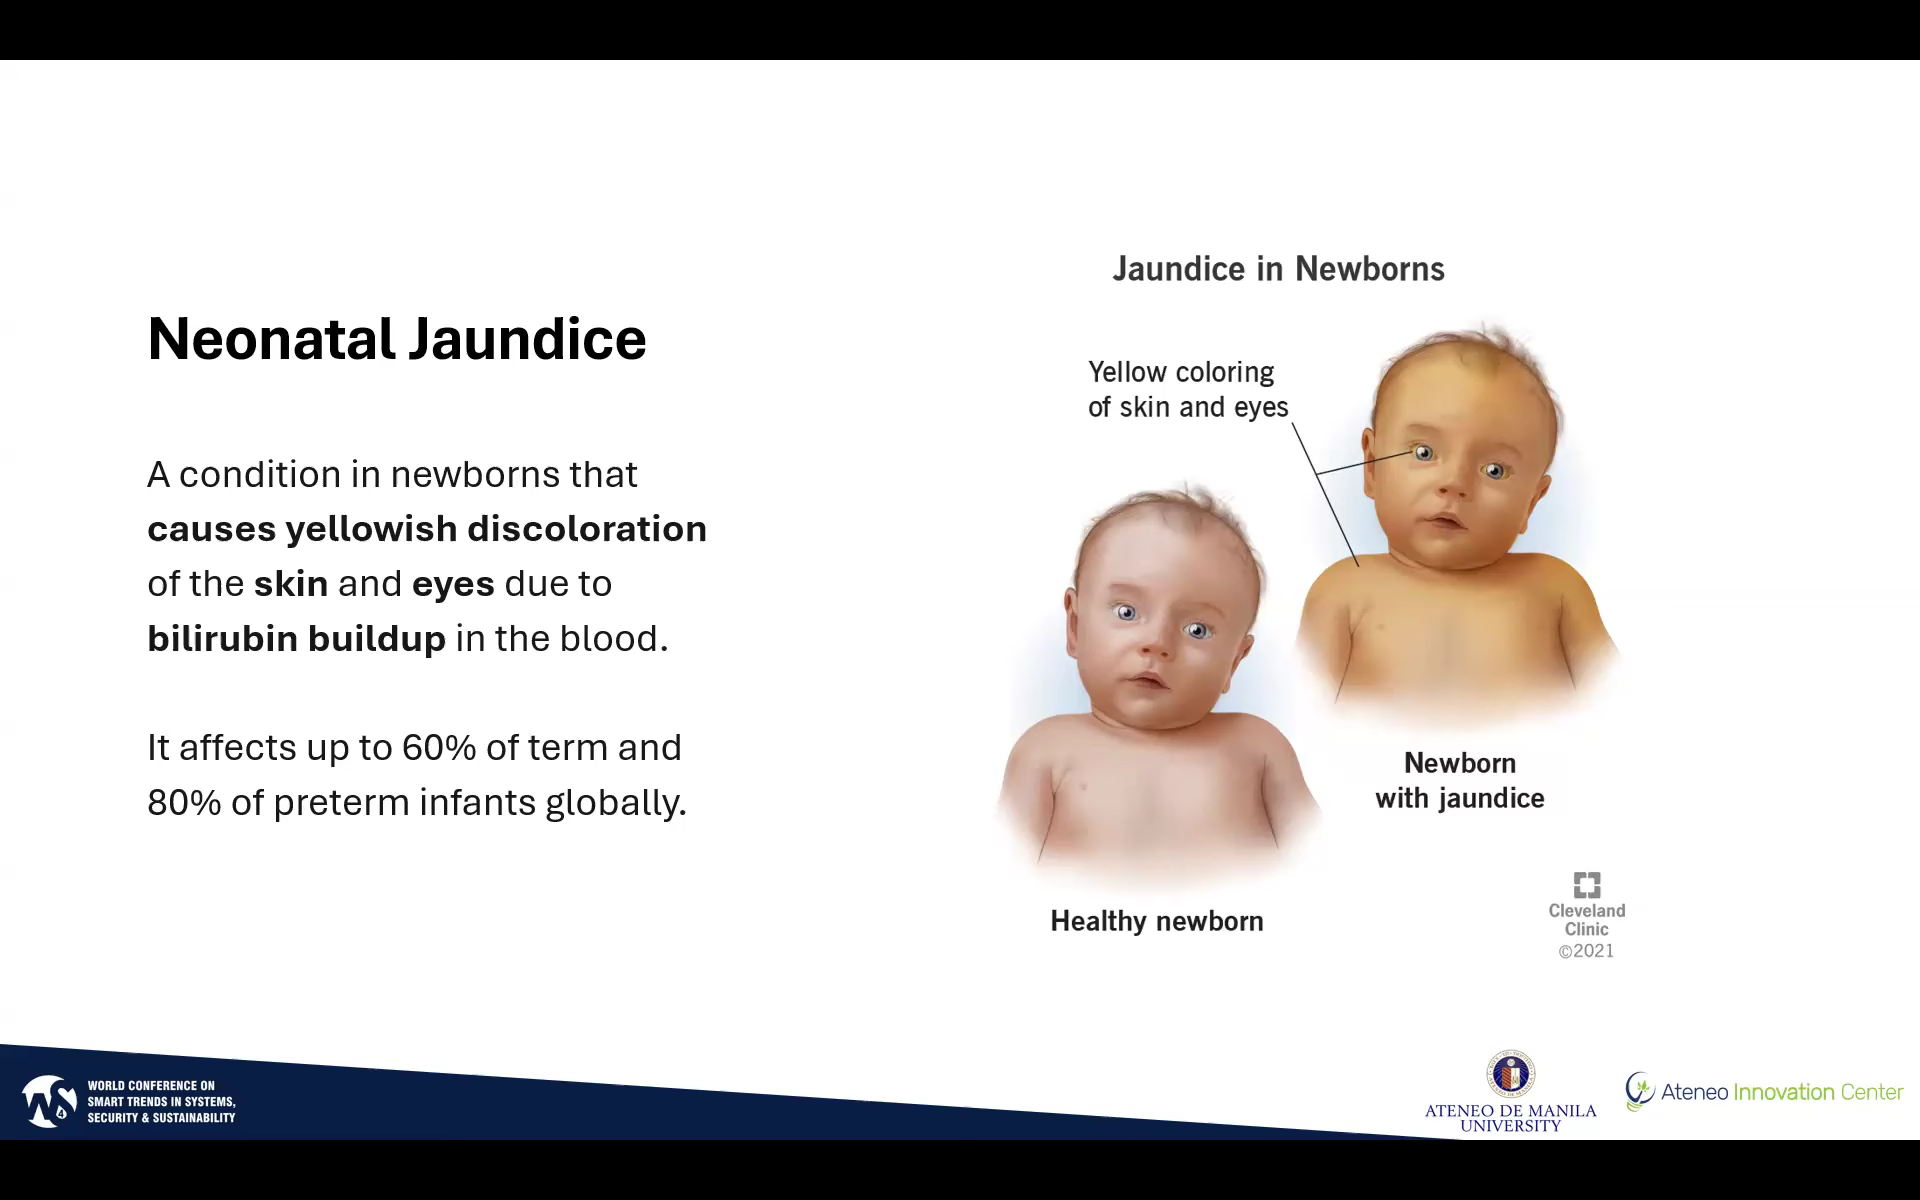 Neonatal Jaundice
A condition in newborns that
causes yellowish discoloration
of the skin and eyes due to
bilirubin buildup in the blood.
It affects up to 60% of term and
80% of preterm infants globally.
Jaundice in Newborns
Yellow coloring
of skin and eyes
Newborn
with jaundice
Healthy newborn
Cleveland
Clinic
©2021
WS4
WORLD CONFERENCE ON
SMART TRENDS IN SYSTEMS,
SECURITY & SUSTAINABILITY
ATENEO DE MANILA
UNIVERSITY
Ateneo Innovation Center